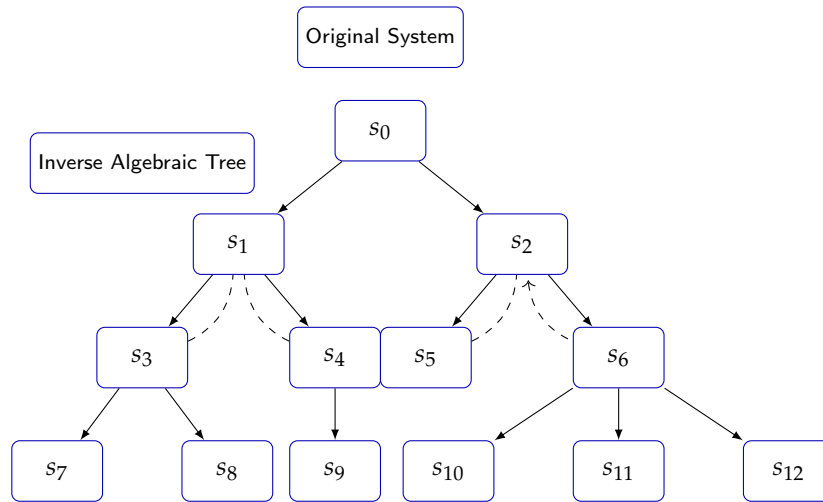 Original System
s0
Inverse Algebraic Tree
s1
s2
s3
s4
s5
s6
s7
s8
s9
s10
s11
s12